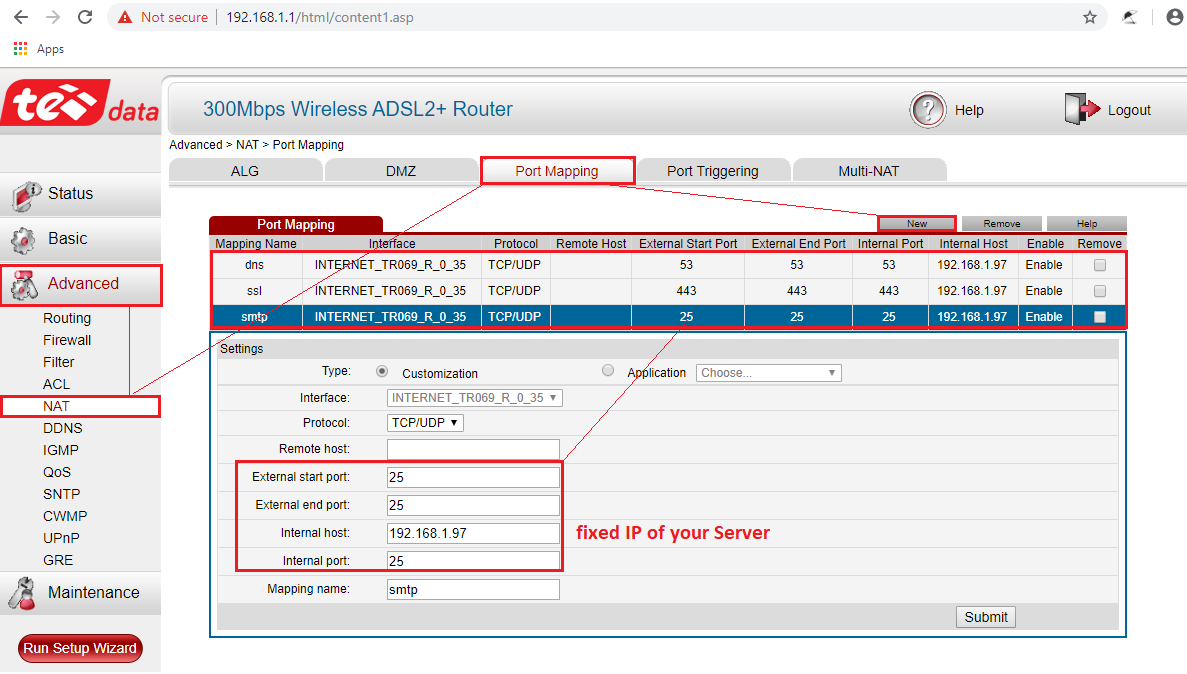 Not secure | 192.168.1.1/html/content1.asp
Apps
tedata
300Mbps Wireless ADSL2+ Router
Help
Logout
Advanced > NAT > Port Mapping
ALG DMZ Port Mapping Port Triggering Multi-NAT
Status
Basic
Advanced
Routing
Firewall
Filter
ACL
NAT
DDNS
IGMP
QoS
SNTP
CWMP
UPnP
GRE
Maintenance
Run Setup Wizard
Port Mapping New Remove Help
Mapping Name Interface Protocol Remote Host External Start Port External End Port Internal Port Internal Host Enable Remove
dns INTERNET_TR069_R_0_35 TCP/UDP 53 53 53 192.168.1.97 Enable
ssl INTERNET_TR069_R_0_35 TCP/UDP 443 443 443 192.168.1.97 Enable
smtp INTERNET_TR069_R_0_35 TCP/UDP 25 25 25 192.168.1.97 Enable
Settings
Type: Customization Application Choose...
Interface: INTERNET_TR069_R_0_35
Protocol: TCP/UDP
Remote host:
External start port: 25
External end port: 25
Internal host: 192.168.1.97 fixed IP of your Server
Internal port: 25
Mapping name: smtp
Submit